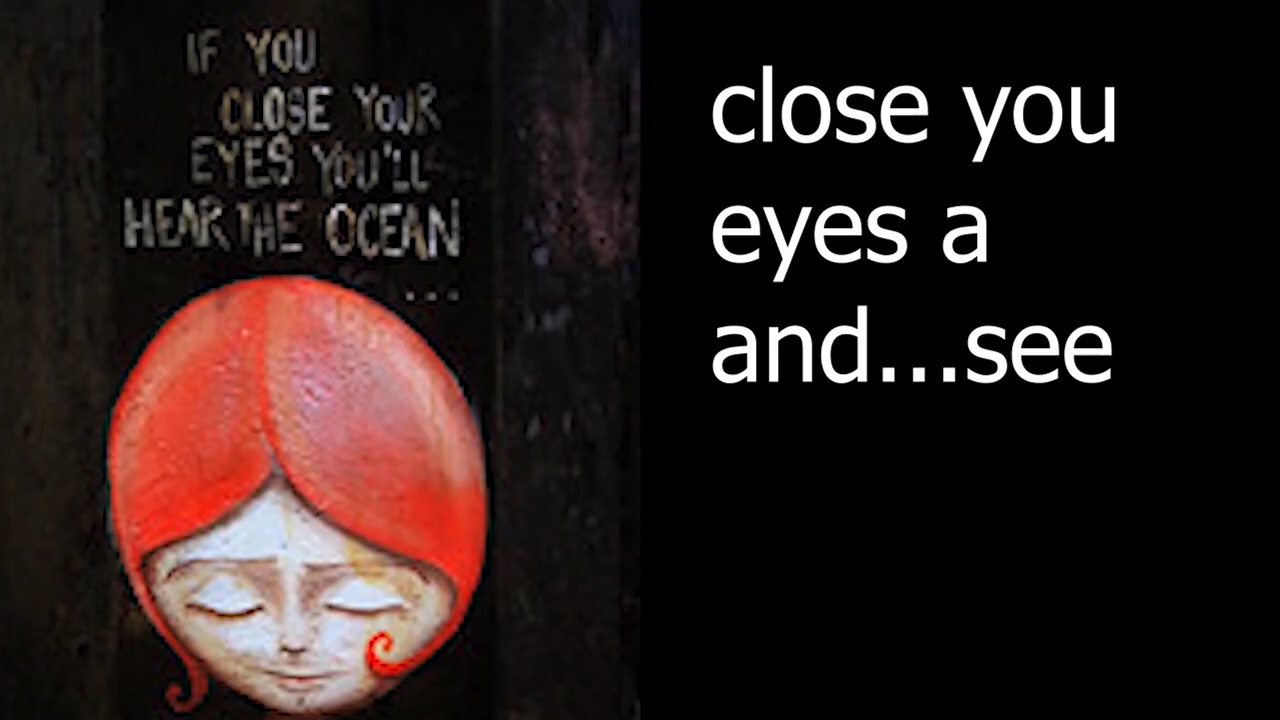 IF YOU
CLOSE YOUR
EYES YOU'LL
HEAR THE OCEAN
...
close you
eyes a
and...see